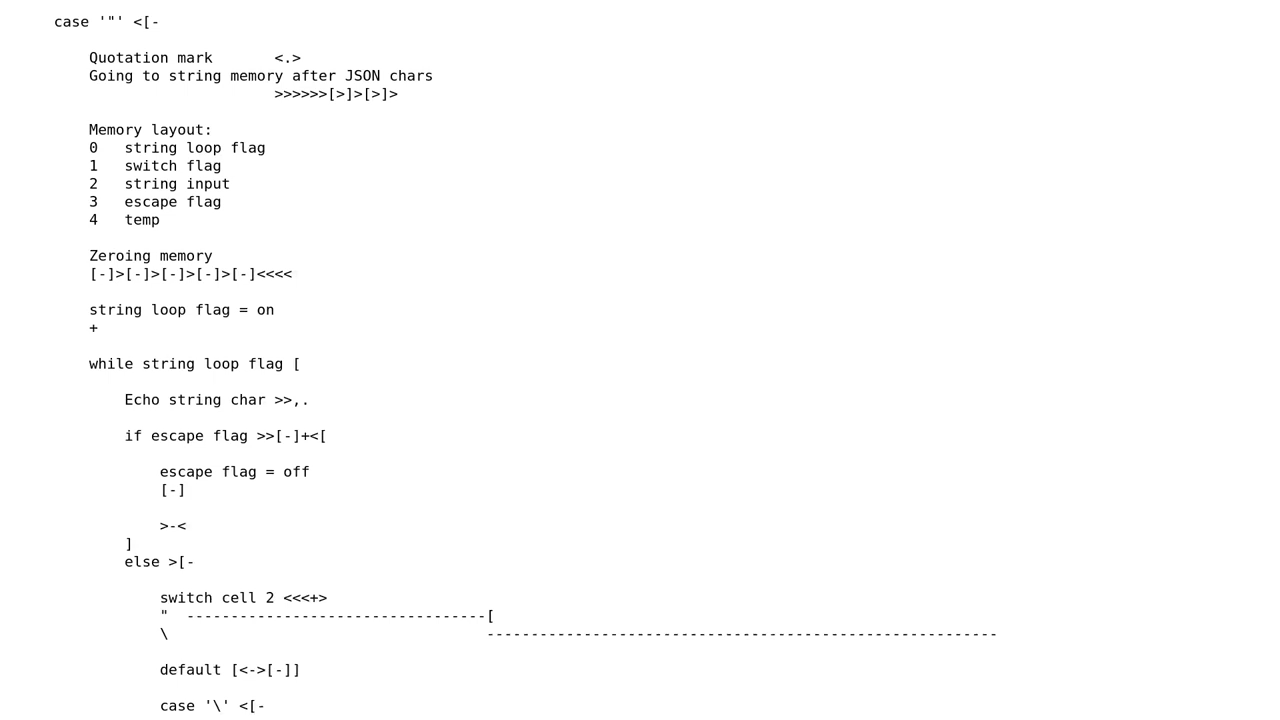 case '"' <[-
Quotation mark       <.>
Going to string memory after JSON chars
>>>>>>[>]>[>]>
Memory layout:
0   string loop flag
1   switch flag
2   string input
3   escape flag
4   temp
Zeroing memory
[-]>[-]>[-]>[-]>[-]<<<<
string loop flag = on
+
while string loop flag [
Echo string char >>,.
if escape flag >>[-]+<[
escape flag = off
[-]
>-<
]
else >[-
switch cell 2 <<<+>
"  ----------------------------------[
\                                    ----------------------------------------------------------
default [<->[-]]
case '\' <[-